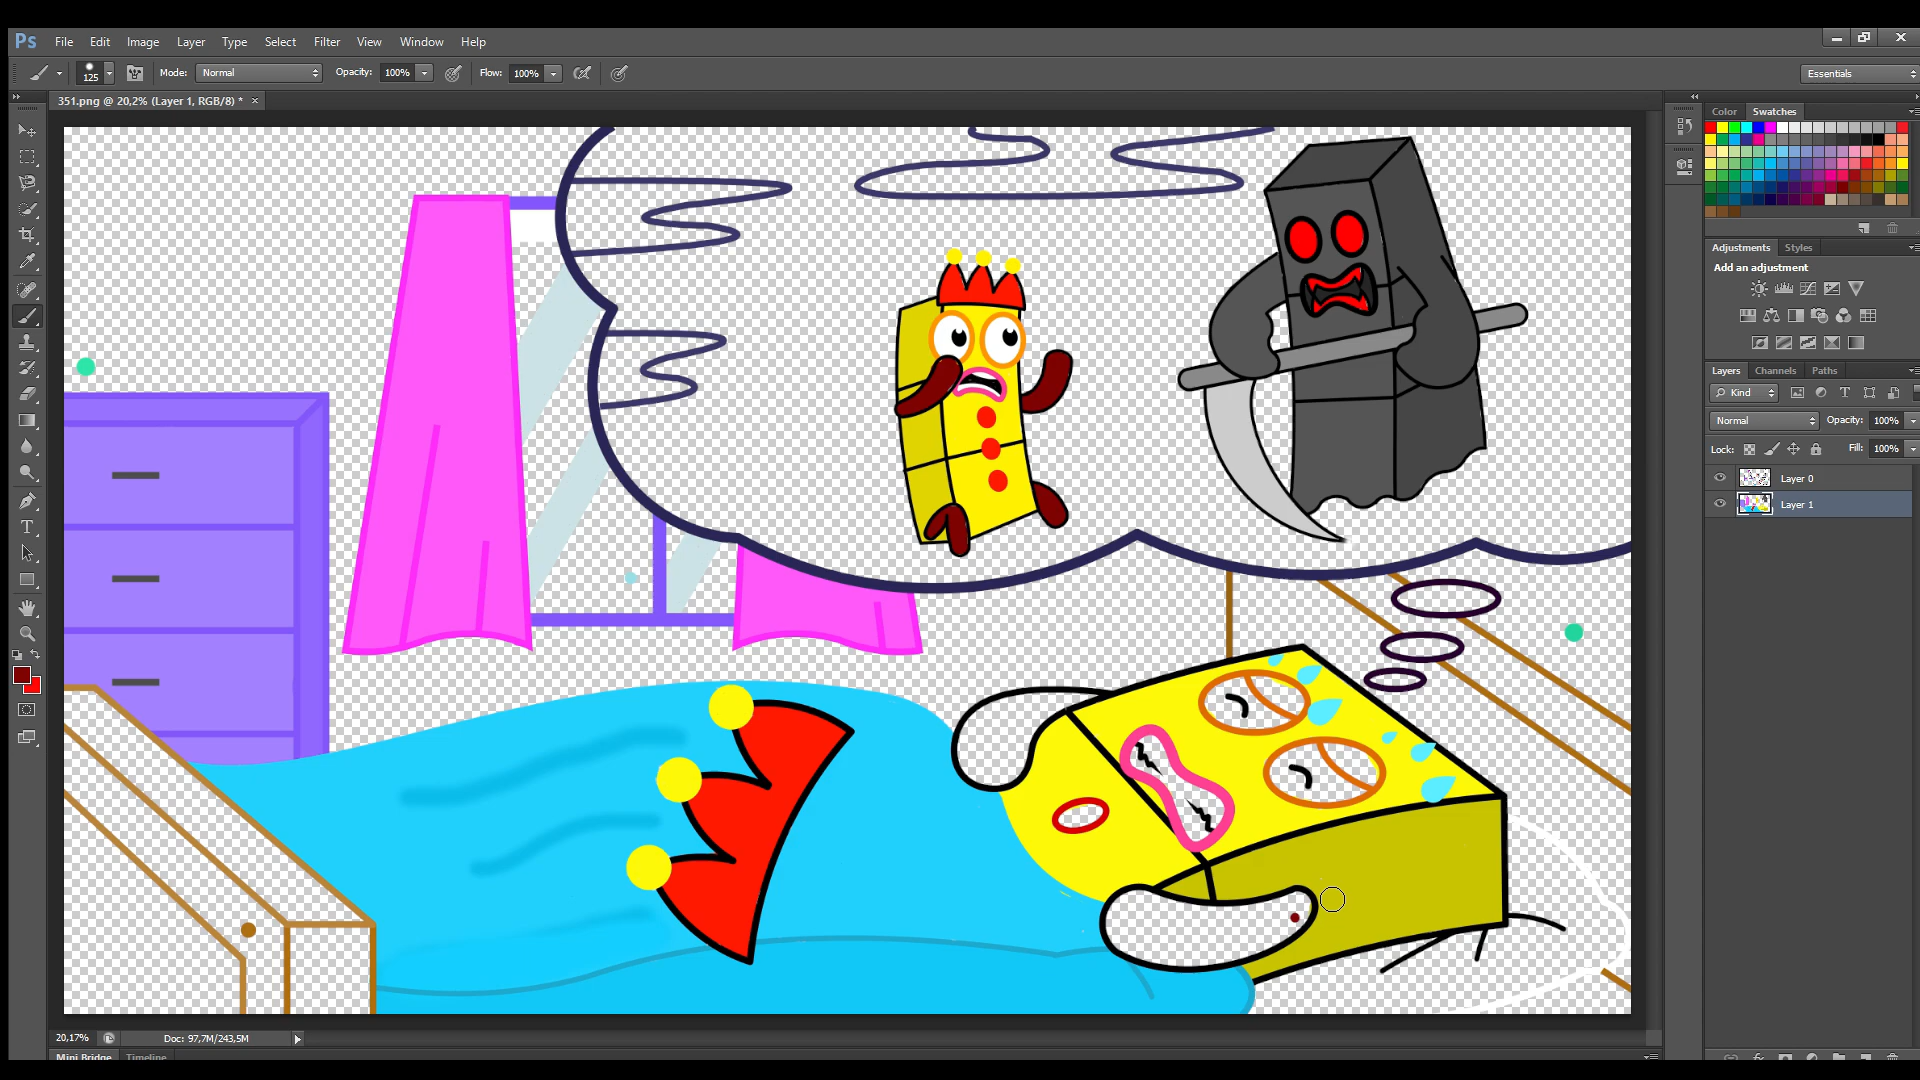 Ps File Edit Image Layer Type Select Filter View Window Help
125 Mode: Normal Opacity: 100% Flow: 100% Essentials
351.png @ 20,2% (Layer 1, RGB/8) * ×
Color Swatches
Adjustments Styles
Add an adjustment
Layers Channels Paths
Kind
Normal Opacity: 100%
Lock: Fill: 100%
Layer 0
Layer 1
20,17% Doc: 97,7M/243,5M
Mini Bridge Timeline